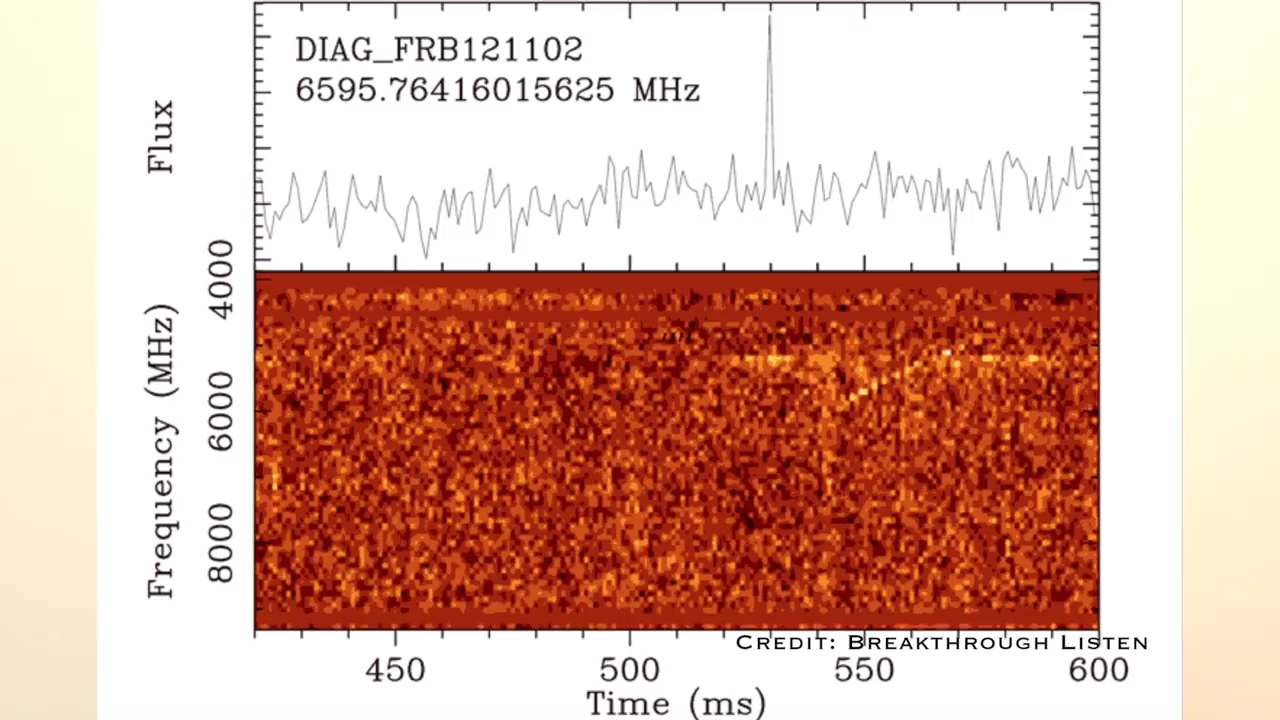 DIAG_FRB121102
6595.76416015625 MHz
Flux
4000
6000
8000
Frequency (MHz)
CREDIT: BREAKTHROUGH LISTEN
450 500 550 600
Time (ms)